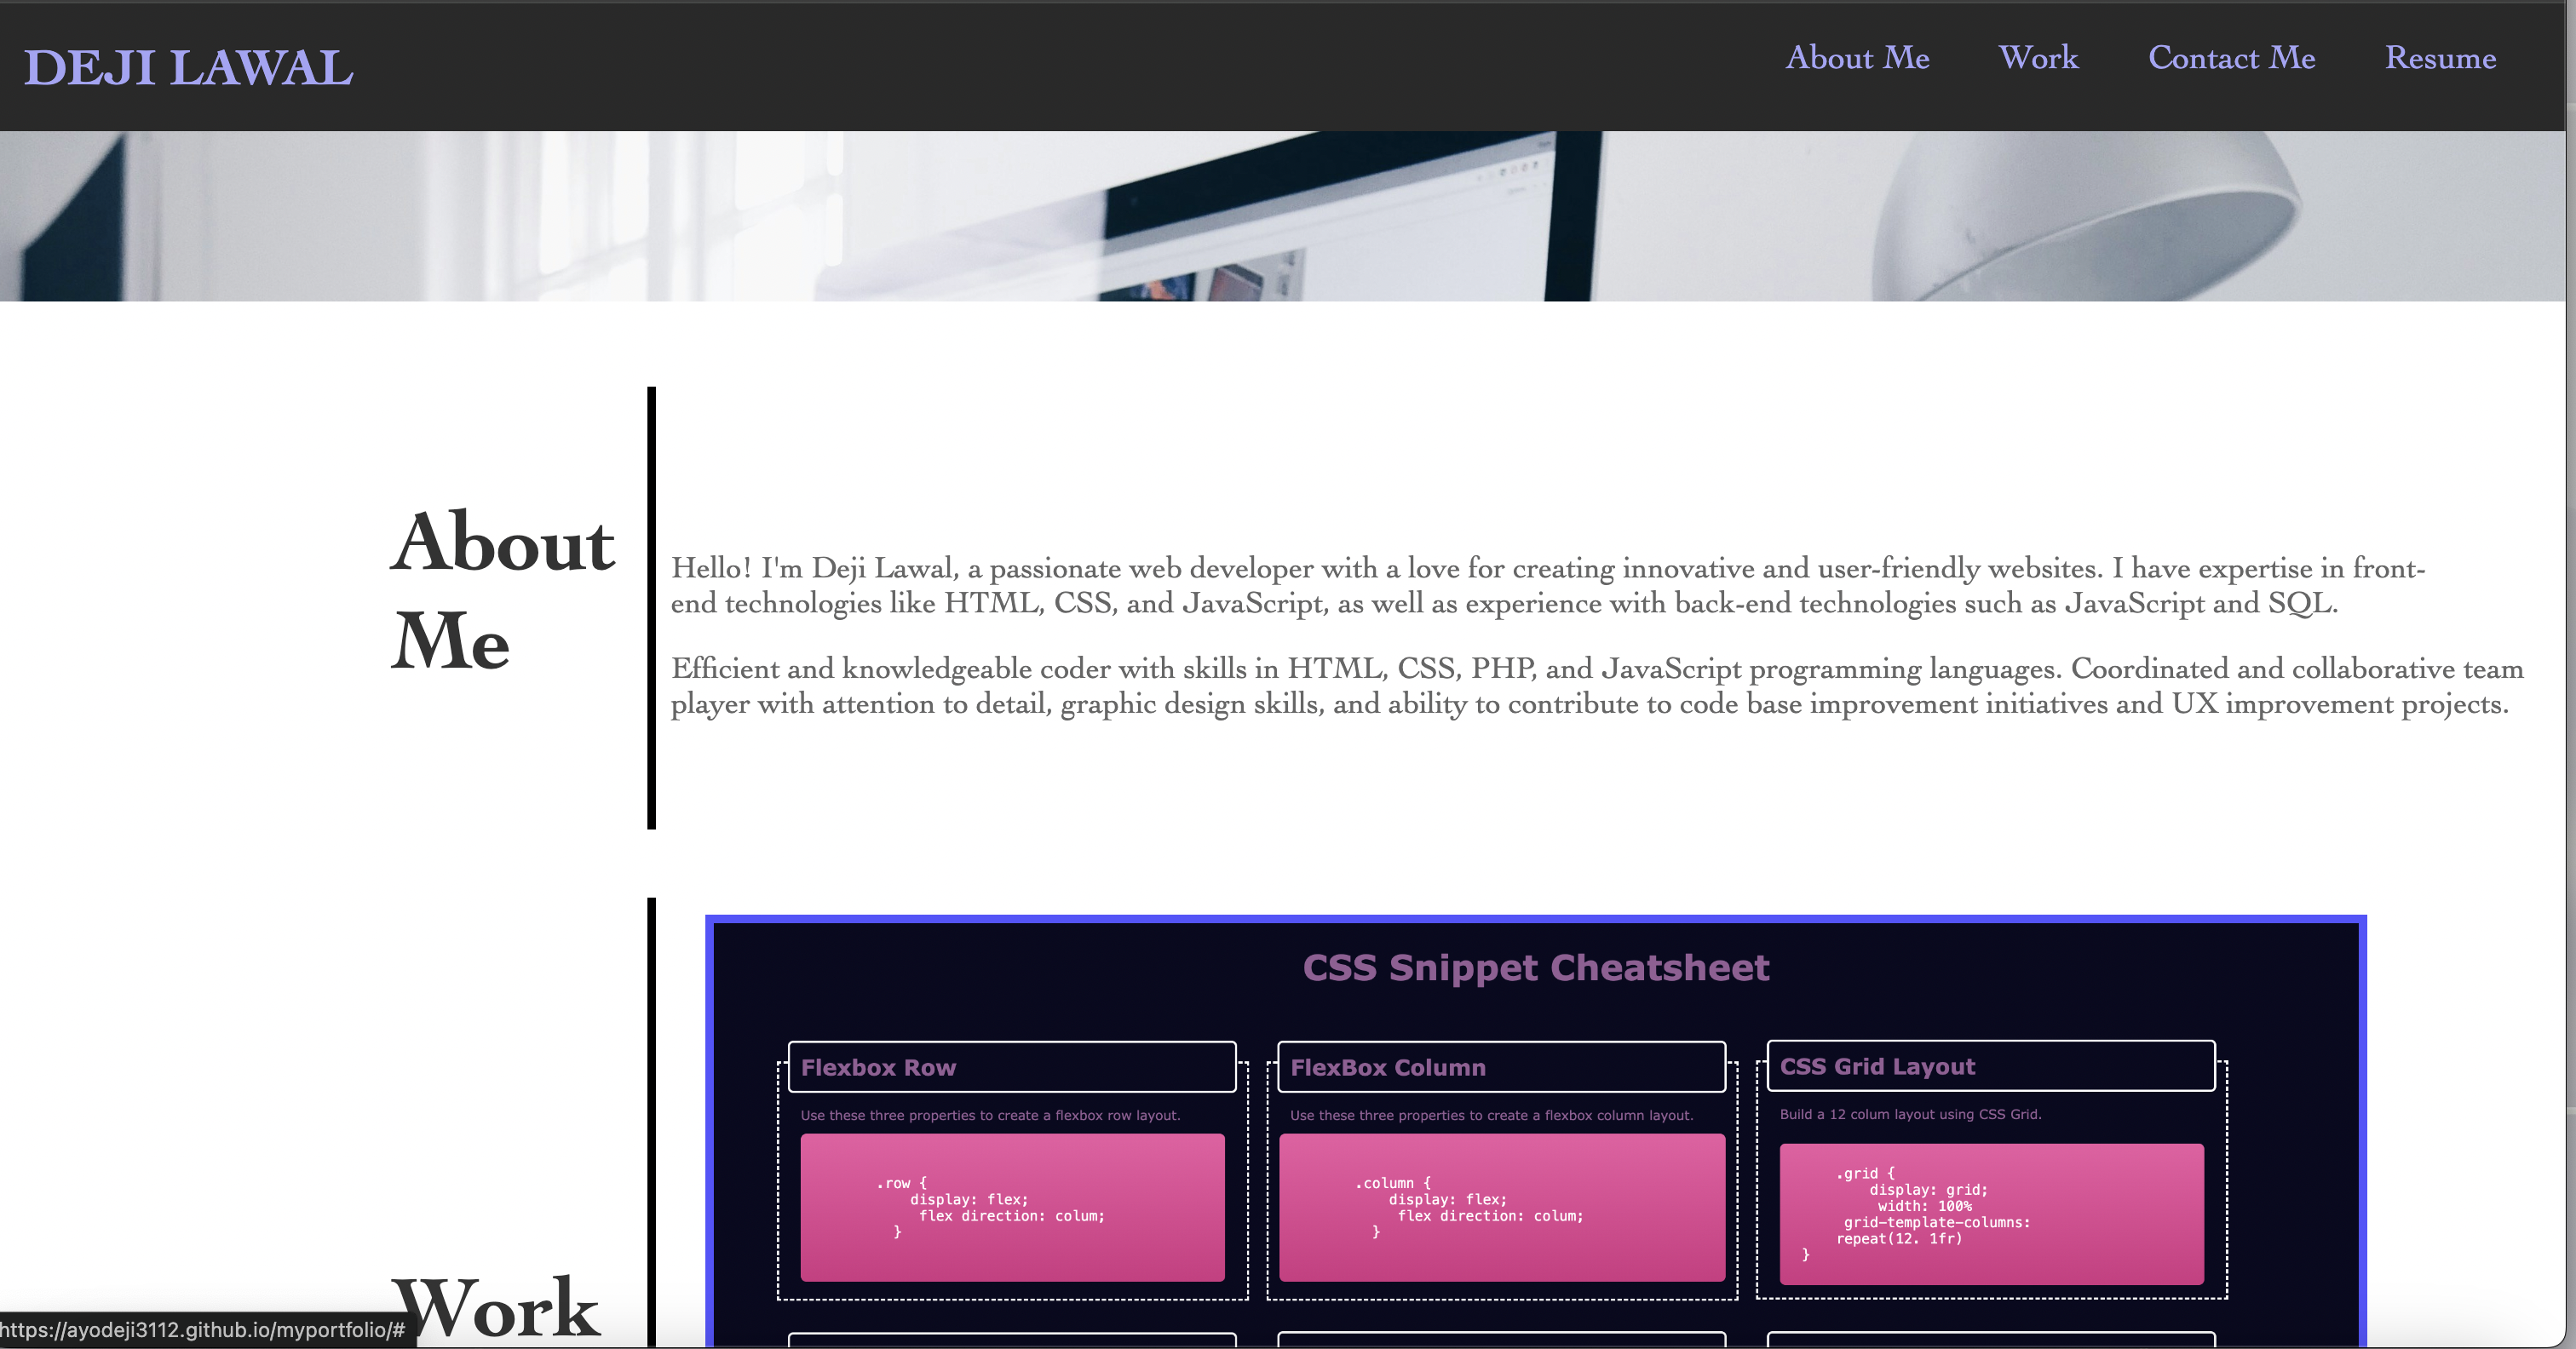 DEJI LAWAL
About Me
Work
Contact Me
Resume
About
Me
Hello! I'm Deji Lawal, a passionate web developer with a love for creating innovative and user-friendly websites. I have expertise in front-
end technologies like HTML, CSS, and JavaScript, as well as experience with back-end technologies such as JavaScript and SQL.
Efficient and knowledgeable coder with skills in HTML, CSS, PHP, and JavaScript programming languages. Coordinated and collaborative team
player with attention to detail, graphic design skills, and ability to contribute to code base improvement initiatives and UX improvement projects.
Work
CSS Snippet Cheatsheet
Flexbox Row
Use these three properties to create a flexbox row layout.
.row {
display: flex;
flex direction: colum;
}
FlexBox Column
Use these three properties to create a flexbox column layout.
.column {
display: flex;
flex direction: colum;
}
CSS Grid Layout
Build a 12 colum layout using CSS Grid.
.grid {
display: grid;
width: 100%
grid-template-columns:
repeat(12. 1fr)
}
https://ayodeji3112.github.io/myportfolio/#